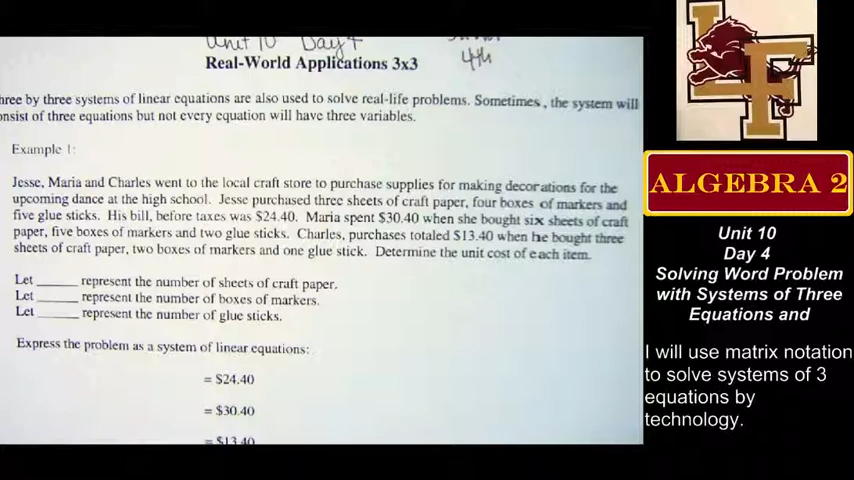 Unit 10 Day 4
4th
Real-World Applications 3x3
hree by three systems of linear equations are also used to solve real-life problems. Sometimes, the system will
onsist of three equations but not every equation will have three variables.
Example 1:
Jesse, Maria and Charles went to the local craft store to purchase supplies for making decorations for the
upcoming dance at the high school. Jesse purchased three sheets of craft paper, four boxes of markers and
five glue sticks. His bill, before taxes was $24.40. Maria spent $30.40 when she bought six sheets of craft
paper, five boxes of markers and two glue sticks. Charles, purchases totaled $13.40 when he bought three
sheets of craft paper, two boxes of markers and one glue stick. Determine the unit cost of each item.
Let _____ represent the number of sheets of craft paper.
Let _____ represent the number of boxes of markers.
Let _____ represent the number of glue sticks.
Express the problem as a system of linear equations:
= $24.40
= $30.40
= $13.40
LF
ALGEBRA 2
Unit 10
Day 4
Solving Word Problem
with Systems of Three
Equations and
I will use matrix notation
to solve systems of 3
equations by
technology.